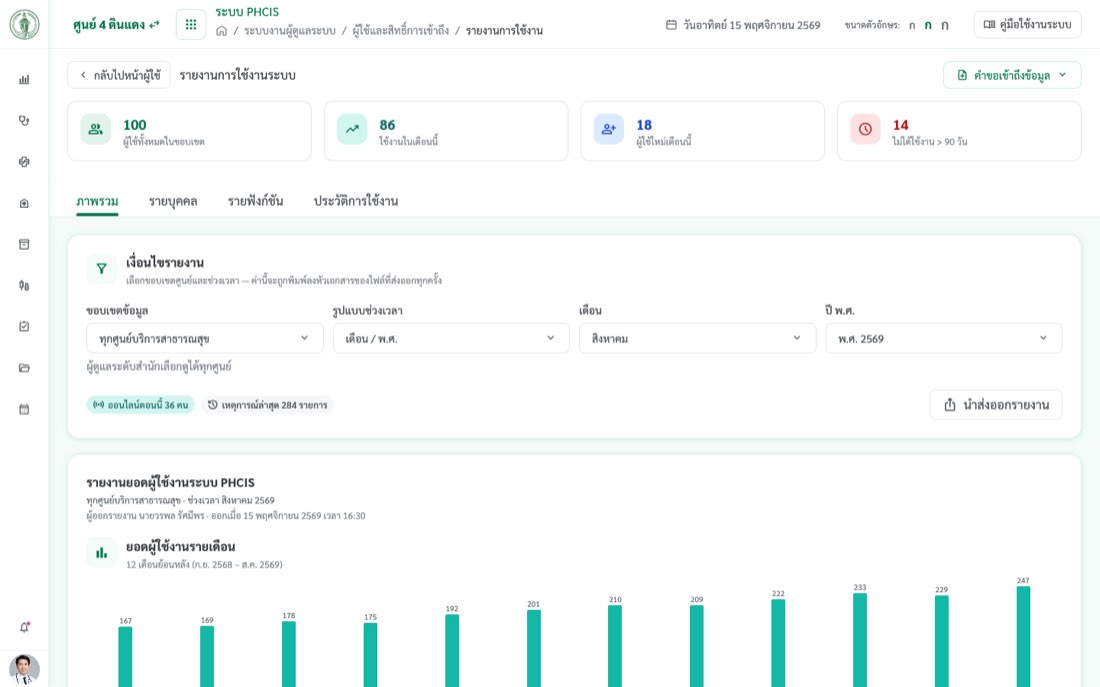 ศูนย์ 4 ดินแดง
ระบบ PHCIS
ระบบงานผู้ดูแลระบบ / ผู้ใช้และสิทธิ์การเข้าถึง / รายงานการใช้งาน
วันอาทิตย์ 15 พฤศจิกายน 2569
ขนาดตัวอักษร: ก ก ก
คู่มือใช้งานระบบ
กลับไปหน้าผู้ใช้
รายงานการใช้งานระบบ
คำขอเข้าถึงข้อมูล
100
ผู้ใช้ทั้งหมดในขอบเขต
86
ใช้งานในเดือนนี้
18
ผู้ใช้ใหม่เดือนนี้
14
ไม่ได้ใช้งาน > 90 วัน
ภาพรวม
รายบุคคล
รายฟังก์ชัน
ประวัติการใช้งาน
เงื่อนไขรายงาน
เลือกขอบเขตศูนย์และช่วงเวลา — ค่านี้จะถูกพิมพ์ลงหัวเอกสารของไฟล์ที่ส่งออกทุกครั้ง
ขอบเขตข้อมูล
รูปแบบช่วงเวลา
เดือน
ปี พ.ศ.
ทุกศูนย์บริการสาธารณสุข
เดือน / พ.ศ.
สิงหาคม
พ.ศ. 2569
ผู้ดูแลระดับสำนักเลือกดูได้ทุกศูนย์
ออนไลน์ตอนนี้ 36 คน
เหตุการณ์ล่าสุด 284 รายการ
นำส่งออกรายงาน
รายงานยอดผู้ใช้งานระบบ PHCIS
ทุกศูนย์บริการสาธารณสุข · ช่วงเวลา สิงหาคม 2569
ผู้ออกรายงาน นายวรพล รัศมีพร · ออกเมื่อ 15 พฤศจิกายน 2569 เวลา 16:30
ยอดผู้ใช้งานรายเดือน
12 เดือนย้อนหลัง (ก.ย. 2568 – ส.ค. 2569)
167
169
178
175
192
201
210
209
222
233
229
247